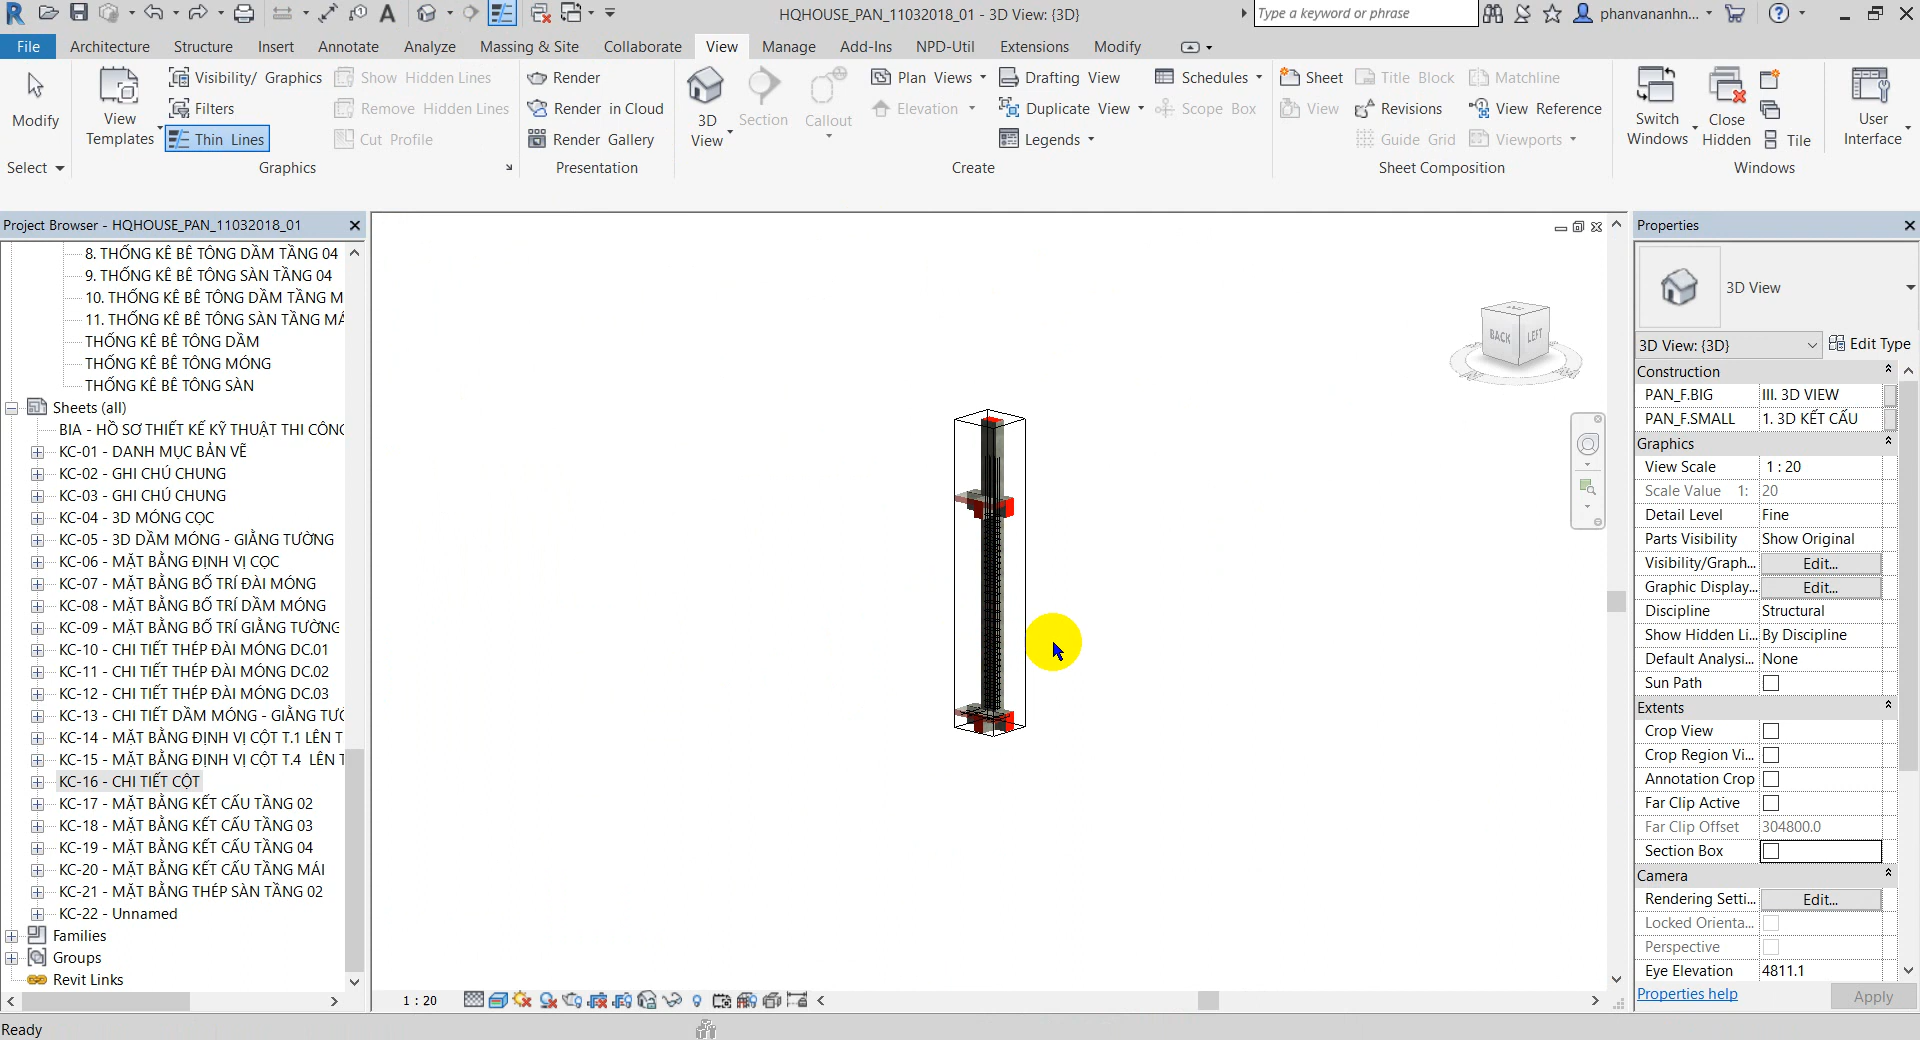 HQHOUSE_PAN_11032018_01 - 3D View: {3D}
Type a keyword or phrase
phanvananhn...
File Architecture Structure Insert Annotate Analyze Massing & Site Collaborate View Manage Add-Ins NPD-Util Extensions Modify
Modify
Select
View Templates
Visibility/ Graphics
Filters
Thin Lines
Show Hidden Lines
Remove Hidden Lines
Cut Profile
Graphics
Render
Render in Cloud
Render Gallery
Presentation
3D View
Section
Callout
Plan Views
Elevation
Drafting View
Duplicate View
Legends
Schedules
Scope Box
Create
Sheet
View
Title Block
Revisions
Guide Grid
Matchline
View Reference
Viewports
Sheet Composition
Switch Windows
Close Hidden
Tile
Windows
User Interface
Project Browser - HQHOUSE_PAN_11032018_01
8. THỐNG KÊ BÊ TÔNG DẦM TẦNG 04
9. THỐNG KÊ BÊ TÔNG SÀN TẦNG 04
10. THỐNG KÊ BÊ TÔNG DẦM TẦNG M
11. THỐNG KÊ BÊ TÔNG SÀN TẦNG MÁ
THỐNG KÊ BÊ TÔNG DẦM
THỐNG KÊ BÊ TÔNG MÓNG
THỐNG KÊ BÊ TÔNG SÀN
Sheets (all)
BIA - HỒ SƠ THIẾT KẾ KỸ THUẬT THI CÔNG
KC-01 - DANH MỤC BẢN VẼ
KC-02 - GHI CHÚ CHUNG
KC-03 - GHI CHÚ CHUNG
KC-04 - 3D MÓNG CỌC
KC-05 - 3D DẦM MÓNG - GIẰNG TƯỜNG
KC-06 - MẶT BẰNG ĐỊNH VỊ CỌC
KC-07 - MẶT BẰNG BỐ TRÍ ĐÀI MÓNG
KC-08 - MẶT BẰNG BỐ TRÍ DẦM MÓNG
KC-09 - MẶT BẰNG BỐ TRÍ GIẰNG TƯỜNG
KC-10 - CHI TIẾT THÉP ĐÀI MÓNG DC.01
KC-11 - CHI TIẾT THÉP ĐÀI MÓNG DC.02
KC-12 - CHI TIẾT THÉP ĐÀI MÓNG DC.03
KC-13 - CHI TIẾT DẦM MÓNG - GIẰNG TƯỜ
KC-14 - MẶT BẰNG ĐỊNH VỊ CỘT T.1 LÊN T
KC-15 - MẶT BẰNG ĐỊNH VỊ CỘT T.4 LÊN T
KC-16 - CHI TIẾT CỘT
KC-17 - MẶT BẰNG KẾT CẤU TẦNG 02
KC-18 - MẶT BẰNG KẾT CẤU TẦNG 03
KC-19 - MẶT BẰNG KẾT CẤU TẦNG 04
KC-20 - MẶT BẰNG KẾT CẤU TẦNG MÁI
KC-21 - MẶT BẰNG THÉP SÀN TẦNG 02
KC-22 - Unnamed
Families
Groups
Revit Links
BACK LEFT
1 : 20
Properties
3D View
3D View: {3D} Edit Type
Construction
PAN_F.BIG III. 3D VIEW
PAN_F.SMALL 1. 3D KẾT CẤU
Graphics
View Scale 1 : 20
Scale Value 1: 20
Detail Level Fine
Parts Visibility Show Original
Visibility/Graph... Edit...
Graphic Display... Edit...
Discipline Structural
Show Hidden Li... By Discipline
Default Analysi... None
Sun Path
Extents
Crop View
Crop Region Vi...
Annotation Crop
Far Clip Active
Far Clip Offset 304800.0
Section Box
Camera
Rendering Setti... Edit...
Locked Orienta...
Perspective
Eye Elevation 4811.1
Properties help Apply
Ready